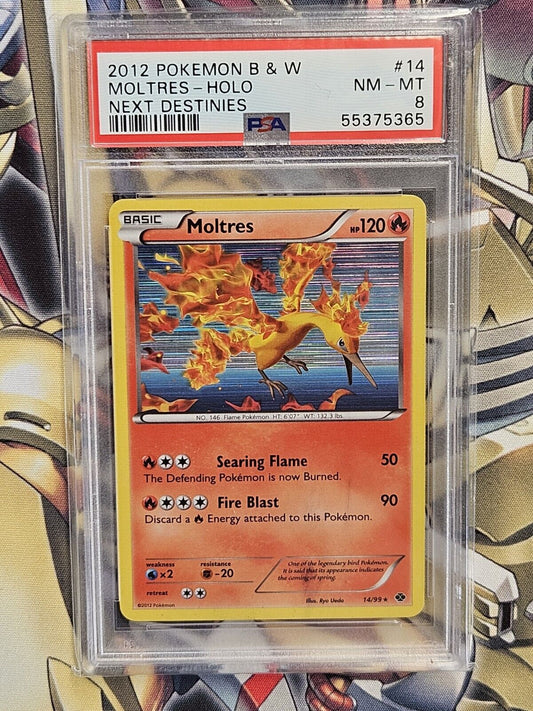 2012 POKEMON B & W #14
MOLTRES - HOLO NM - MT
NEXT DESTINIES 8
PSA 55375365
BASIC Moltres HP120
NO. 146 Flame Pokémon HT: 6'07" WT: 132.3 lbs.
Searing Flame 50
The Defending Pokémon is now Burned.
Fire Blast 90
Discard a Energy attached to this Pokémon.
weakness resistance
×2 -20
retreat
One of the legendary bird Pokémon.
It is said that its appearance indicates
the coming of spring.
©2012 Pokémon Illus. Ryo Ueda 14/99 ★